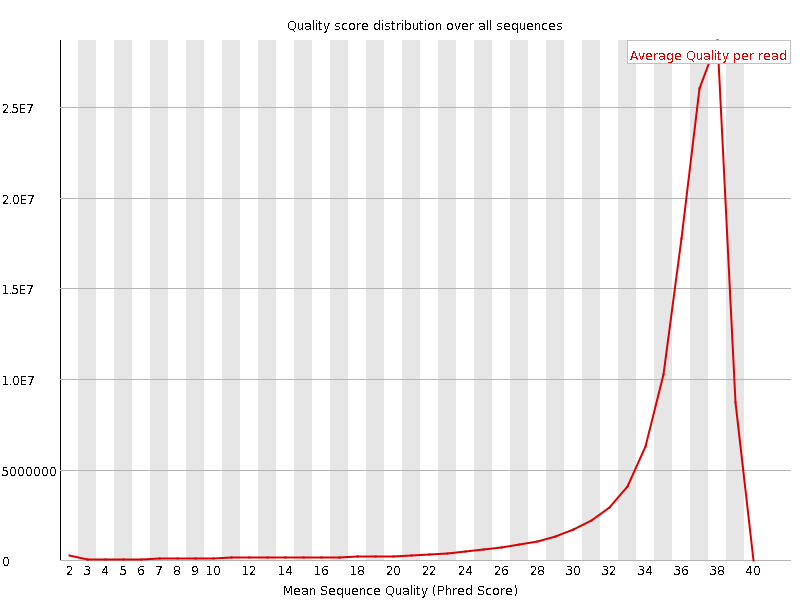 Quality score distribution over all sequences
Average Quality per read
2.5E7
2.0E7
1.5E7
1.0E7
5000000
0
2 3 4 5 6 7 8 9 10 12 14 16 18 20 22 24 26 28 30 32 34 36 38 40
Mean Sequence Quality (Phred Score)